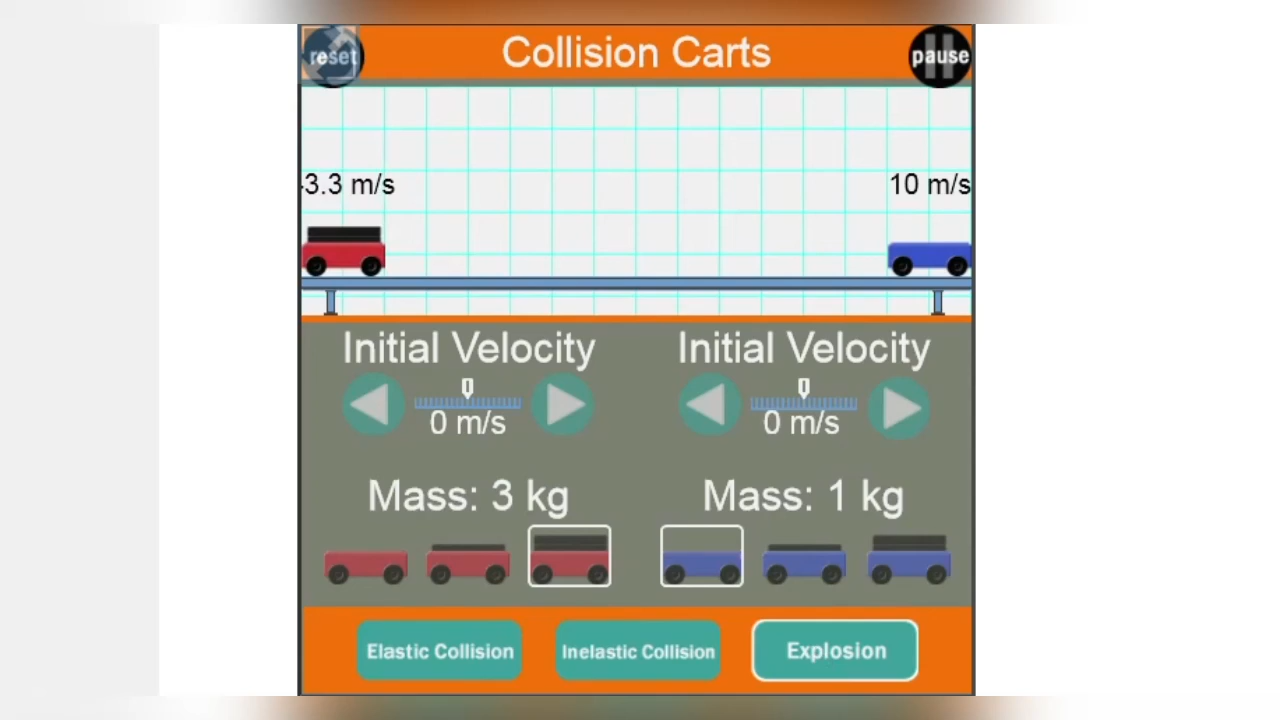 reset
Collision Carts
pause
-3.3 m/s
10 m/s
Initial Velocity
Initial Velocity
0 m/s
0 m/s
Mass: 3 kg
Mass: 1 kg
Elastic Collision
Inelastic Collision
Explosion